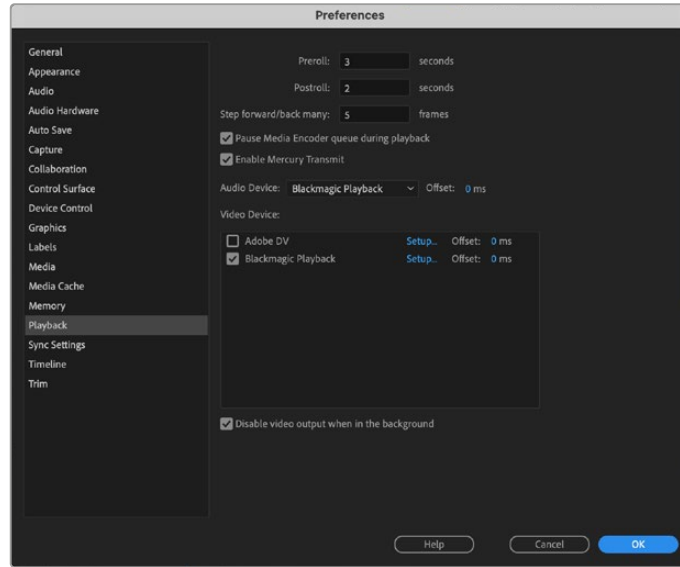 Preferences
General
Appearance
Audio
Audio Hardware
Auto Save
Capture
Collaboration
Control Surface
Device Control
Graphics
Labels
Media
Media Cache
Memory
Playback
Sync Settings
Timeline
Trim
Preroll: 3 seconds
Postroll: 2 seconds
Step forward/back many: 5 frames
Pause Media Encoder queue during playback
Enable Mercury Transmit
Audio Device: Blackmagic Playback Offset: 0 ms
Video Device:
Adobe DV Setup... Offset: 0 ms
Blackmagic Playback Setup... Offset: 0 ms
Disable video output when in the background
Help Cancel OK